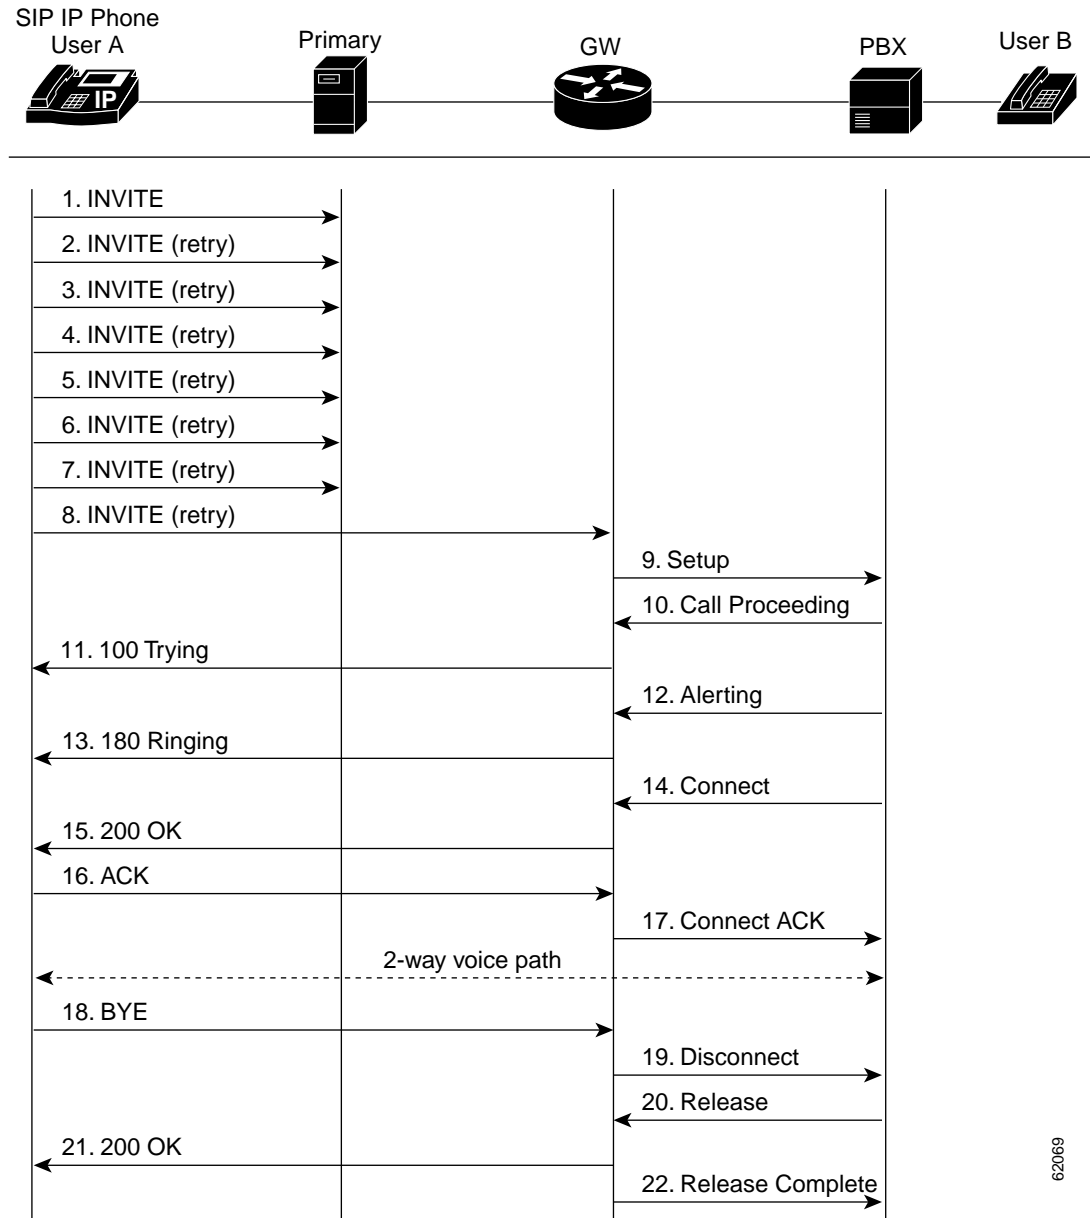 SIP IP Phone
User A
Primary
GW
PBX
User B
IP
1. INVITE
2. INVITE (retry)
3. INVITE (retry)
4. INVITE (retry)
5. INVITE (retry)
6. INVITE (retry)
7. INVITE (retry)
8. INVITE (retry)
9. Setup
10. Call Proceeding
11. 100 Trying
12. Alerting
13. 180 Ringing
14. Connect
15. 200 OK
16. ACK
17. Connect ACK
2-way voice path
18. BYE
19. Disconnect
20. Release
21. 200 OK
22. Release Complete
62069